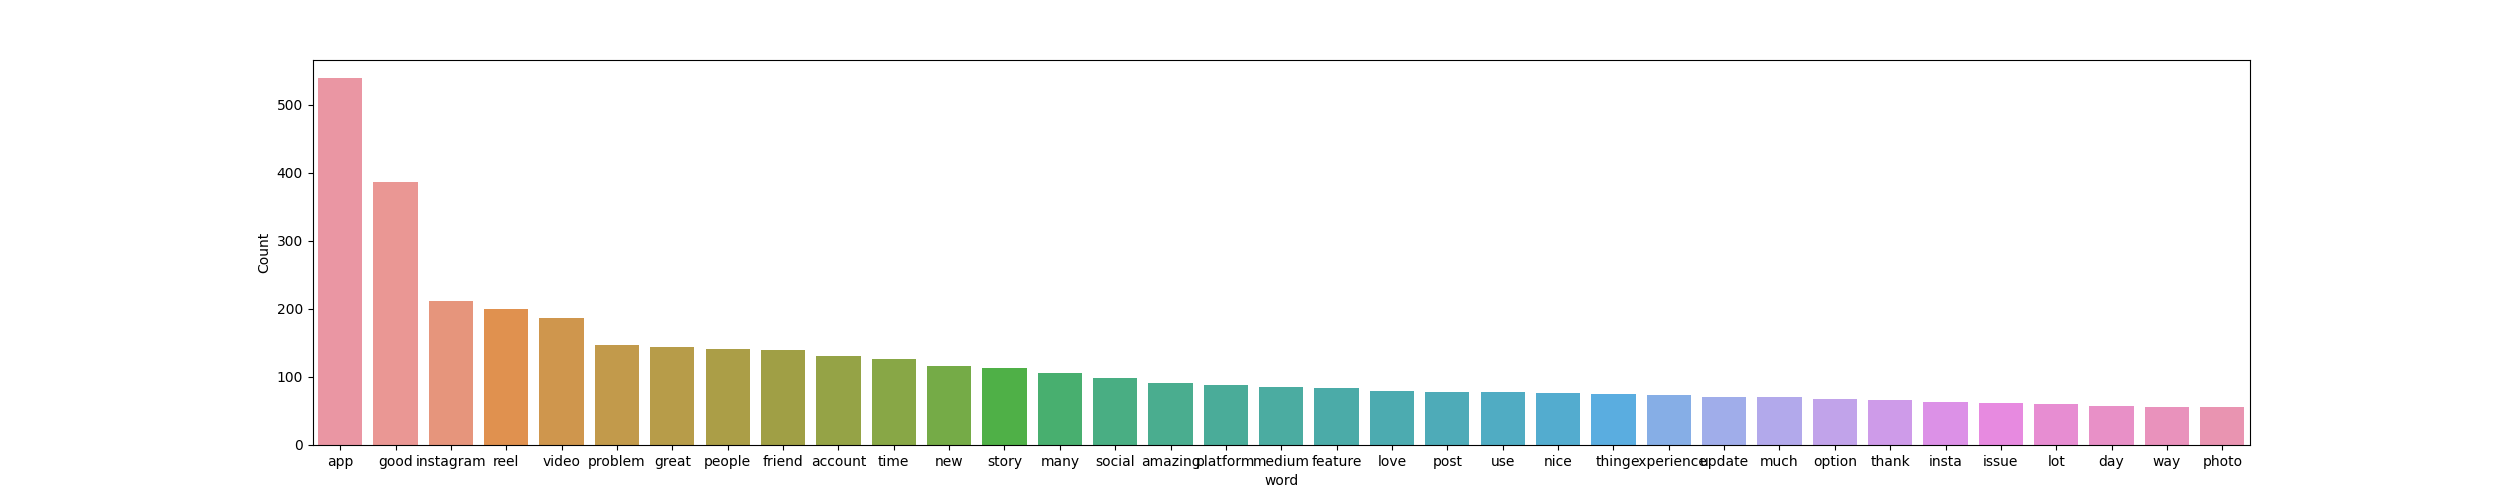 500
400
300
200
100
0
Count
app good instagram reel video problem great people friend account time new story many social amazing platform medium feature love post use nice thing experience update much option thank insta issue lot day way photo
word